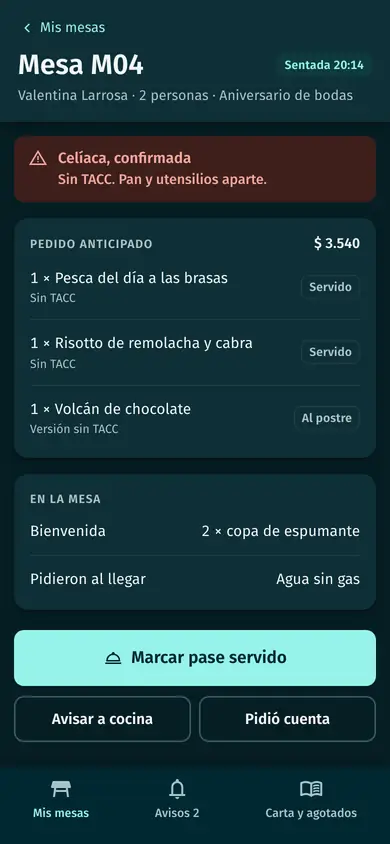 Mis mesas
Mesa M04
Sentada 20:14
Valentina Larrosa · 2 personas · Aniversario de bodas
Celíaca, confirmada
Sin TACC. Pan y utensilios aparte.
PEDIDO ANTICIPADO
$ 3.540
1 × Pesca del día a las brasas
Sin TACC
Servido
1 × Risotto de remolacha y cabra
Sin TACC
Servido
1 × Volcán de chocolate
Versión sin TACC
Al postre
EN LA MESA
Bienvenida
2 × copa de espumante
Pidieron al llegar
Agua sin gas
Marcar pase servido
Avisar a cocina
Pidió cuenta
Mis mesas
Avisos 2
Carta y agotados